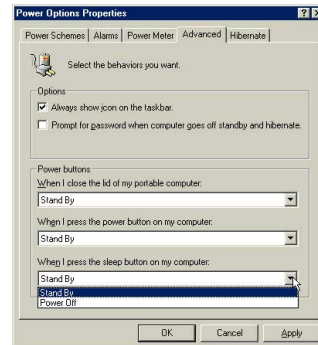 Power Options Properties
Power Schemes Alarms Power Meter Advanced Hibernate
Select the behaviors you want.
Options
Always show icon on the taskbar.
Prompt for password when computer goes off standby and hibernate.
Power buttons
When I close the lid of my portable computer:
Stand By
When I press the power button on my computer:
Stand By
When I press the sleep button on my computer:
Stand By
Stand By
Power Off
OK Cancel Apply